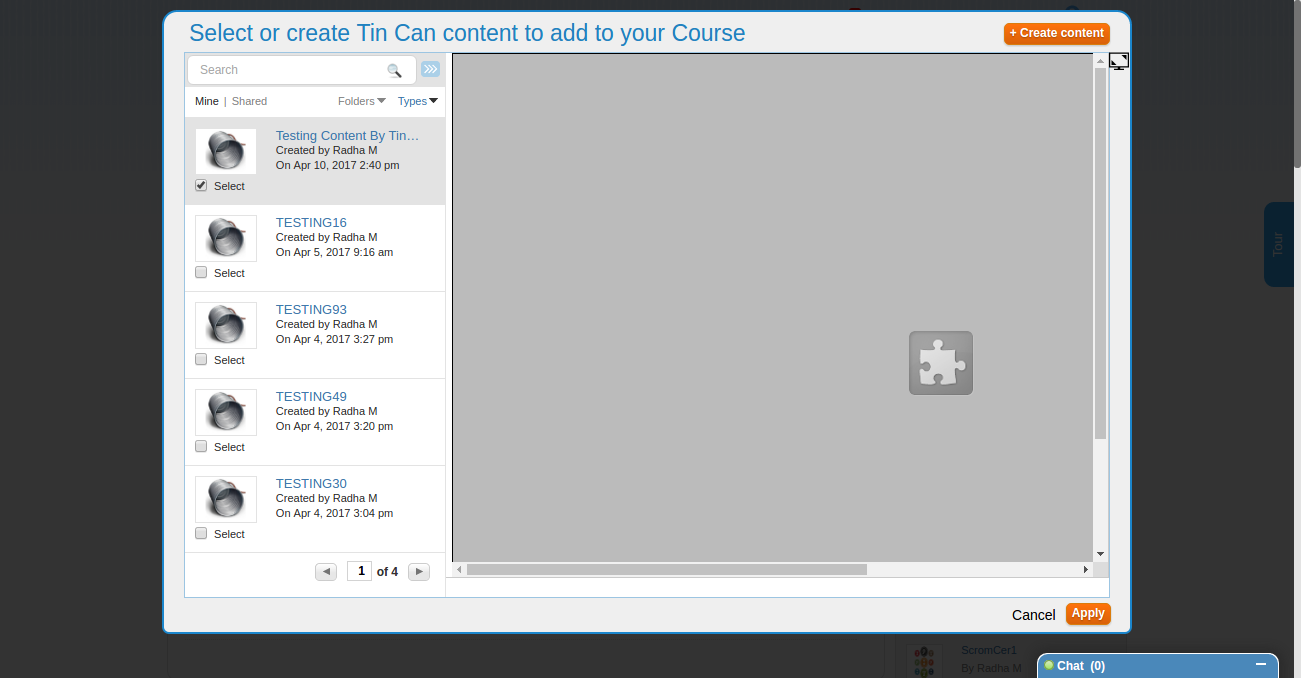 Select or create Tin Can content to add to your Course
+ Create content
Search
Mine | Shared
Folders
Types
Testing Content By Tin…
Created by Radha M
On Apr 10, 2017 2:40 pm
Select
TESTING16
Created by Radha M
On Apr 5, 2017 9:16 am
Select
TESTING93
Created by Radha M
On Apr 4, 2017 3:27 pm
Select
TESTING49
Created by Radha M
On Apr 4, 2017 3:20 pm
Select
TESTING30
Created by Radha M
On Apr 4, 2017 3:04 pm
Select
1 of 4
Cancel
Apply
Tour
ScromCer1
By Radha M
Chat (0)